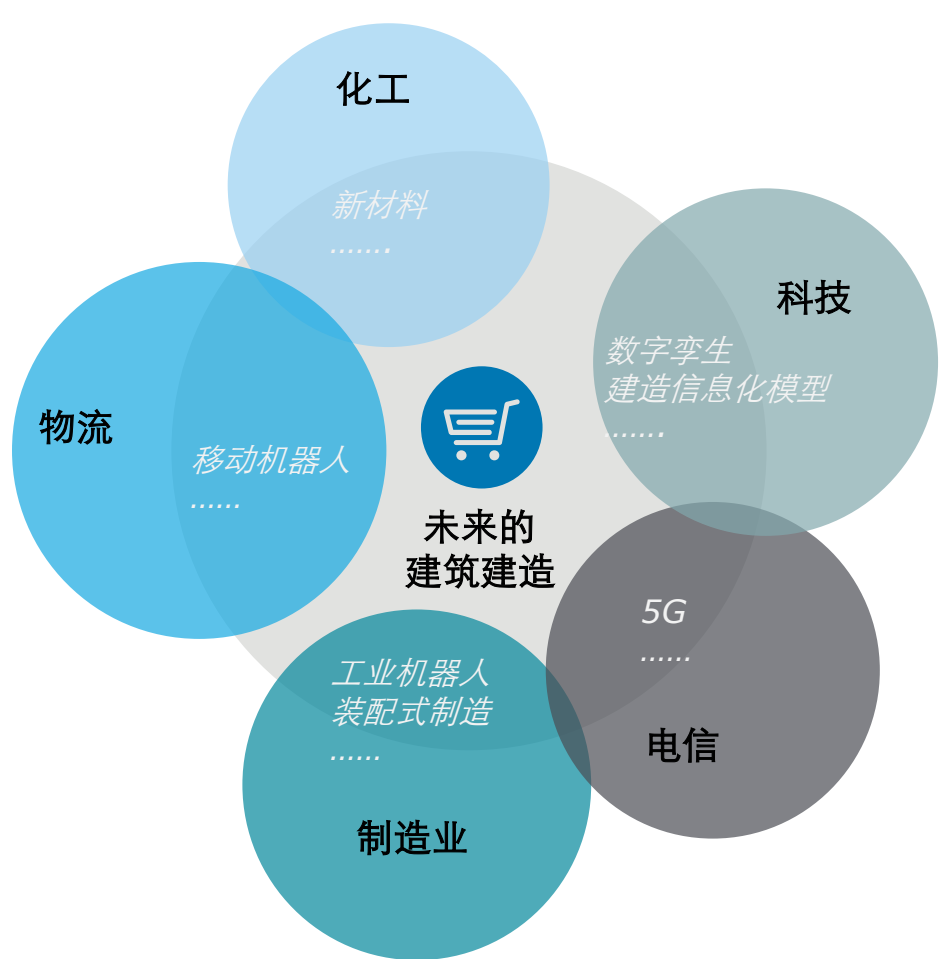 化工
新材料
…….
科技
数字孪生
建造信息化模型
…….
物流
移动机器人
……
未来的
建筑建造
5G
……
电信
工业机器人
装配式制造
……
制造业